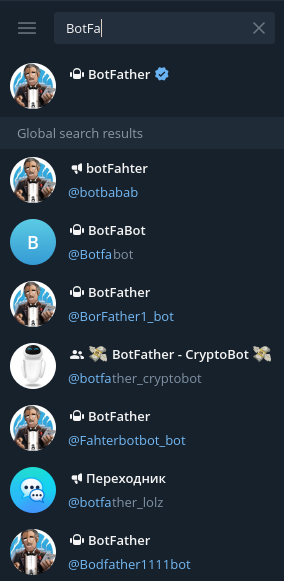 BotFa
BotFather
Global search results
botFahter
@botbabab
B
BotFaBot
@Botfabot
BotFather
@BorFather1_bot
💸 BotFather - CryptoBot 💸
@botfather_cryptobot
BotFather
@Fahterbotbot_bot
Переходник
@botfather_lolz
BotFather
@Bodfather1111bot